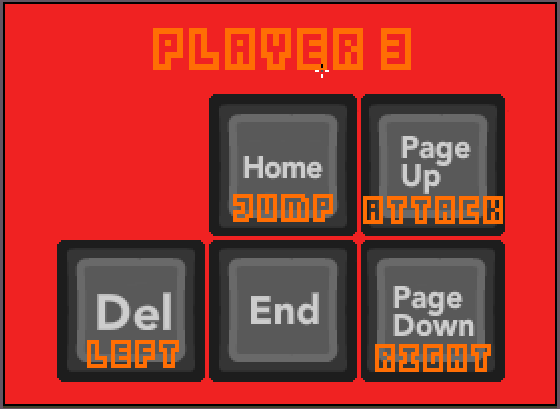 PLAYER 3
Home
JUMP
Page
Up
ATTACK
Del
LEFT
End
Page
Down
RIGHT